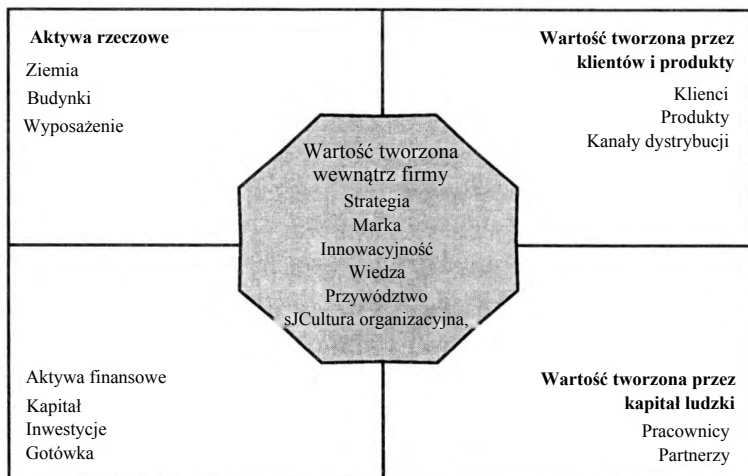 Aktywa rzeczowe
Ziemia
Budynki
Wyposażenie
Wartość tworzona przez
klientów i produkty
Klienci
Produkty
Kanały dystrybucji
Wartość tworzona
wewnątrz firmy
Strategia
Marka
Innowacyjność
Wiedza
Przywództwo
sJCultura organizacyjna,
Aktywa finansowe
Kapitał
Inwestycje
Gotówka
Wartość tworzona przez
kapitał ludzki
Pracownicy
Partnerzy